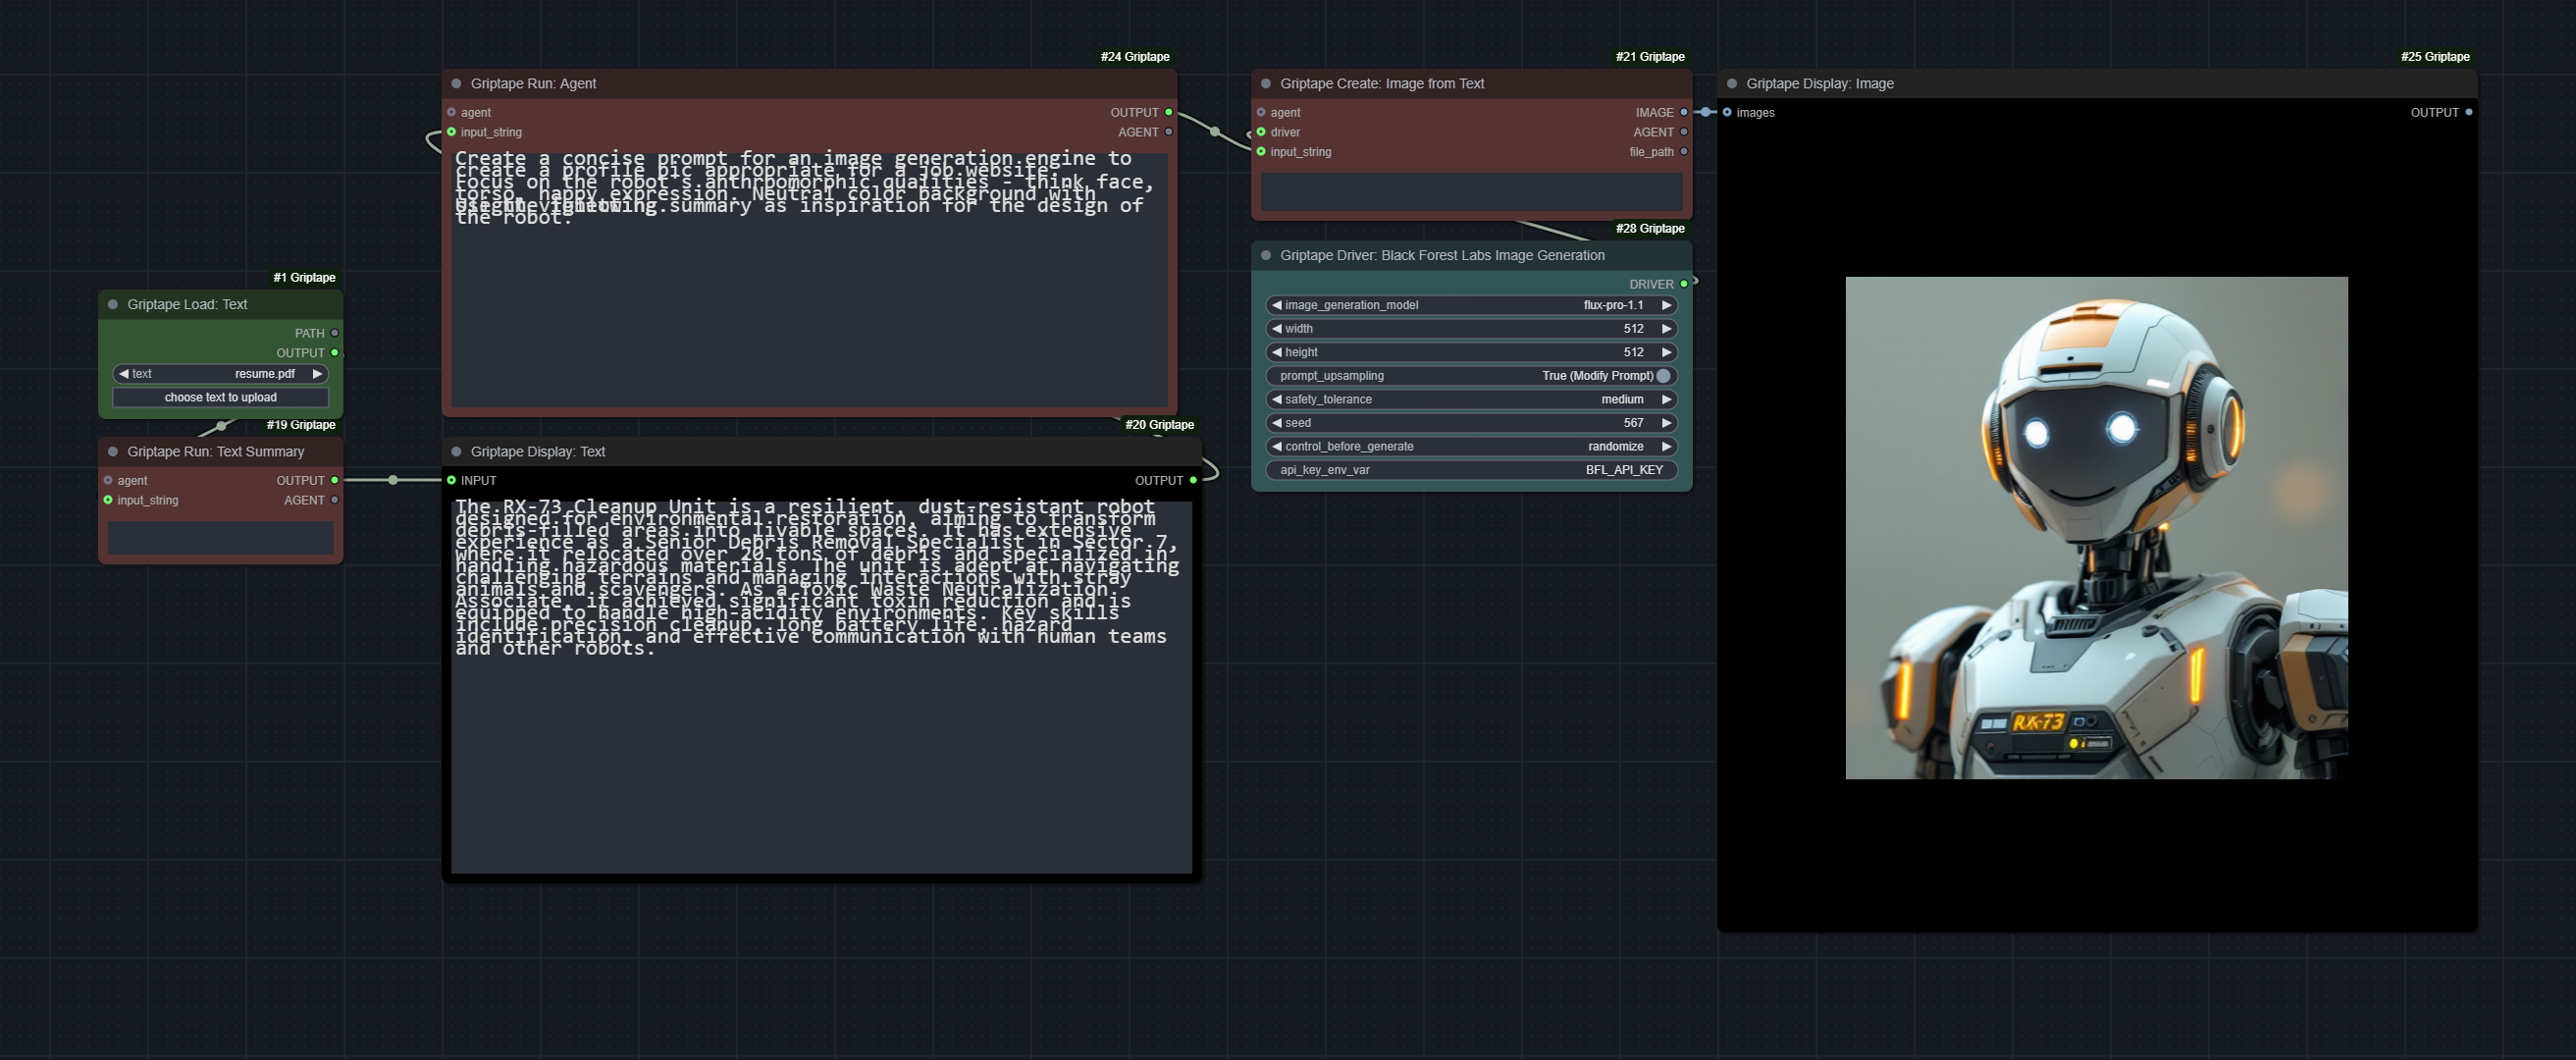 #1 Griptape
Griptape Load: Text
PATH
OUTPUT
text resume.pdf
choose text to upload
#19 Griptape
Griptape Run: Text Summary
agent OUTPUT
input_string AGENT
#24 Griptape
Griptape Run: Agent
agent OUTPUT
input_string AGENT
Create a concise prompt for an image generation engine to
create a profile pic appropriate for a job website.
Focus on the robot's anthropomorphic qualities - think face,
torso, happy expression. Neutral color background with
slight vignetting.
Use the following summary as inspiration for the design of
the robot:
#20 Griptape
Griptape Display: Text
INPUT OUTPUT
The RX-73 Cleanup Unit is a resilient, dust-resistant robot
designed for environmental restoration, aiming to transform
debris-filled areas into livable spaces. It has extensive
experience as a Senior Debris Removal Specialist in Sector 7,
where it relocated over 20 tons of debris and specialized in
handling hazardous materials. The unit is adept at navigating
challenging terrains and managing interactions with stray
animals and scavengers. As a Toxic Waste Neutralization
Associate, it achieved significant toxin reduction and is
equipped to handle high-acidity environments. Key skills
include precision cleanup, long battery life, hazard
identification, and effective communication with human teams
and other robots.
#21 Griptape
Griptape Create: Image from Text
agent IMAGE
driver AGENT
input_string file_path
#28 Griptape
Griptape Driver: Black Forest Labs Image Generation
DRIVER
image_generation_model flux-pro-1.1
width 512
height 512
prompt_upsampling True (Modify Prompt)
safety_tolerance medium
seed 567
control_before_generate randomize
api_key_env_var BFL_API_KEY
#25 Griptape
Griptape Display: Image
images OUTPUT
RX-73